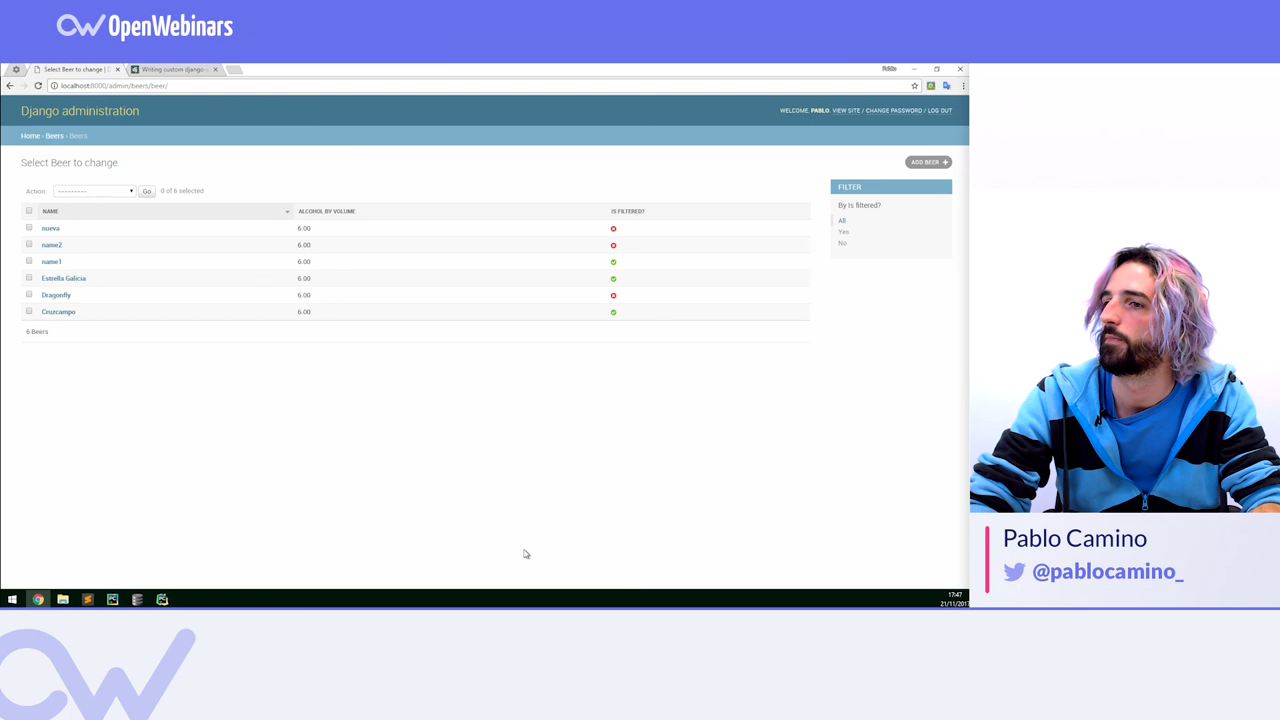 OpenWebinars
Select Beer to change | D
Writing custom django-
Pablo
localhost:8000/admin/beers/beer/
Django administration
WELCOME, PABLO. VIEW SITE / CHANGE PASSWORD / LOG OUT
Home › Beers › Beers
Select Beer to change
ADD BEER +
Action: --------- Go 0 of 6 selected
NAME ALCOHOL BY VOLUME IS FILTERED?
nueva 6.00
name2 6.00
name1 6.00
Estrella Galicia 6.00
Dragonfly 6.00
Cruzcampo 6.00
6 Beers
FILTER
By Is filtered?
All
Yes
No
17:47
21/11/2017
Pablo Camino
@pablocamino_